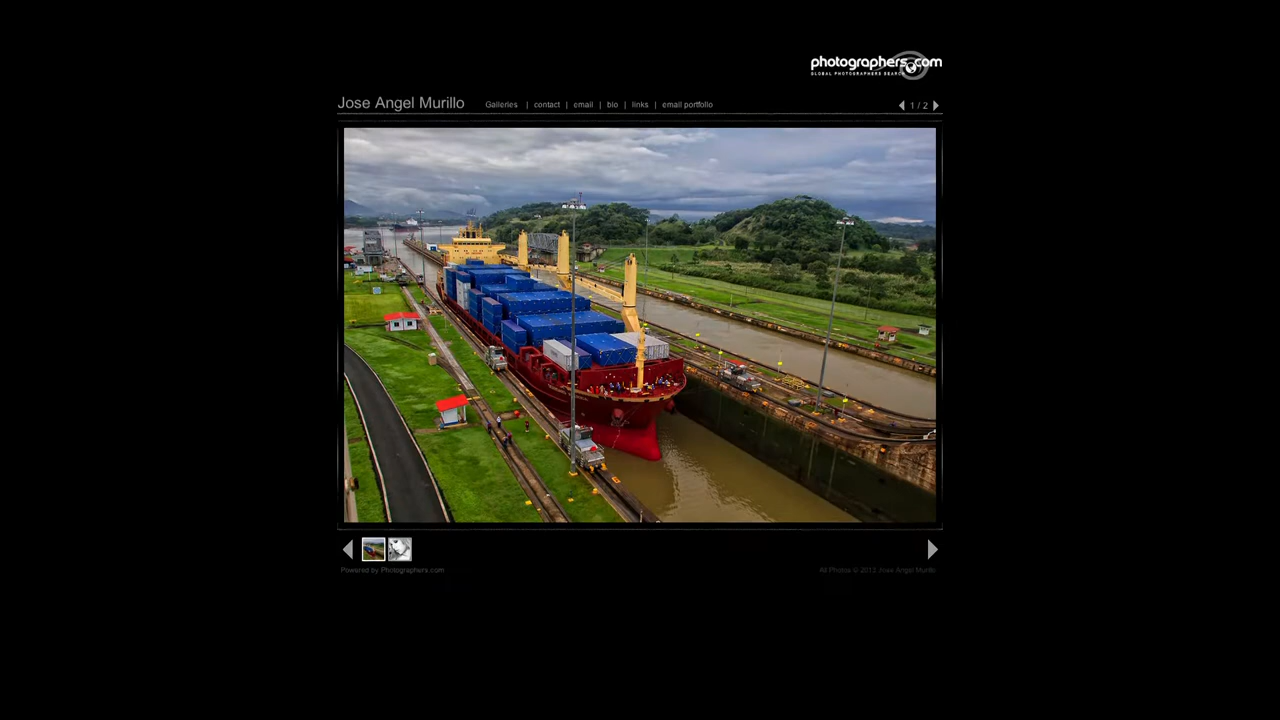 photographers.com
GLOBAL PHOTOGRAPHERS SEARCH
Jose Angel Murillo
Galleries | contact | email | bio | links | email portfolio
1 / 2
Powered by Photographers.com
All Photos © 2013 Jose Angel Murillo